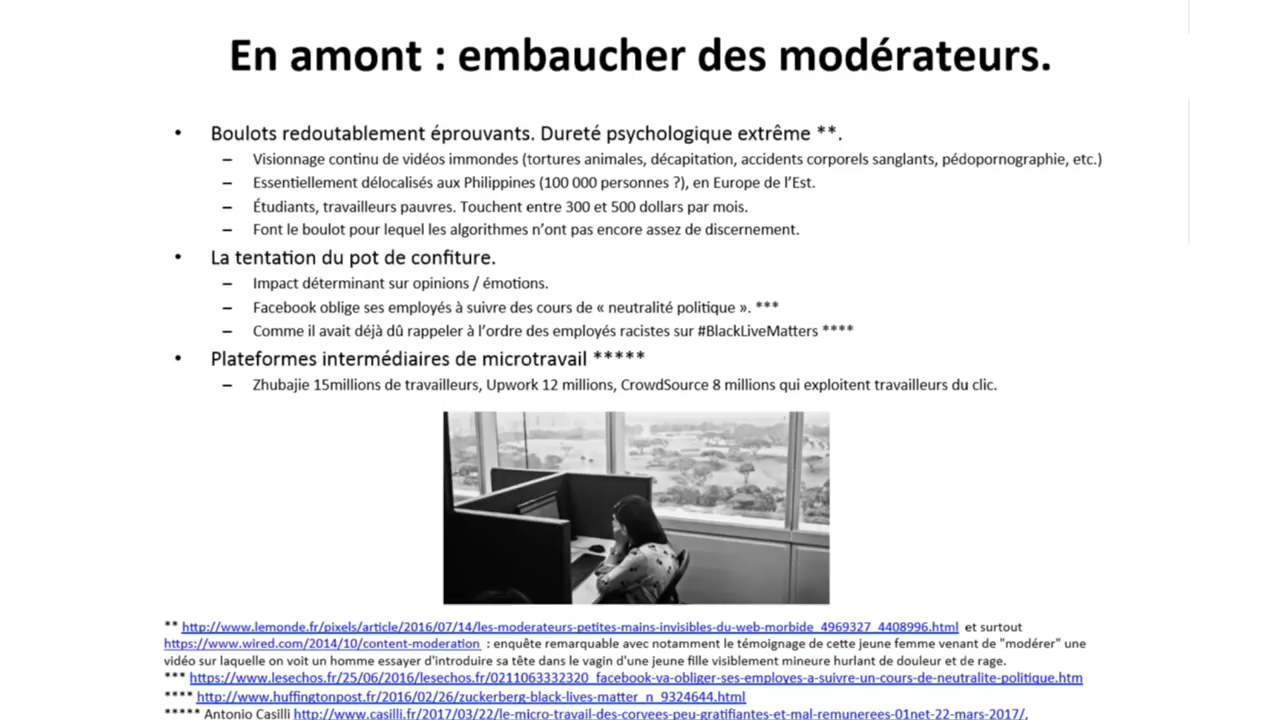 En amont : embaucher des modérateurs.
• Boulots redoutablement éprouvants. Dureté psychologique extrême **.
– Visionnage continu de vidéos immondes (tortures animales, décapitation, accidents corporels sanglants, pédopornographie, etc.)
– Essentiellement délocalisés aux Philippines (100 000 personnes ?), en Europe de l’Est.
– Étudiants, travailleurs pauvres. Touchent entre 300 et 500 dollars par mois.
– Font le boulot pour lequel les algorithmes n’ont pas encore assez de discernement.
• La tentation du pot de confiture.
– Impact déterminant sur opinions / émotions.
– Facebook oblige ses employés à suivre des cours de « neutralité politique ». ***
– Comme il avait déjà dû rappeler à l’ordre des employés racistes sur #BlackLiveMatters ****
• Plateformes intermédiaires de microtravail *****
– Zhubajie 15millions de travailleurs, Upwork 12 millions, CrowdSource 8 millions qui exploitent travailleurs du clic.
** http://www.lemonde.fr/pixels/article/2016/07/14/les-moderateurs-petites-mains-invisibles-du-web-morbide_4969327_4408996.html et surtout
https://www.wired.com/2014/10/content-moderation : enquête remarquable avec notamment le témoignage de cette jeune femme venant de "modérer" une
vidéo sur laquelle on voit un homme essayer d'introduire sa tête dans le vagin d'une jeune fille visiblement mineure hurlant de douleur et de rage.
*** https://www.lesechos.fr/25/06/2016/lesechos.fr/0211063332320_facebook-va-obliger-ses-employes-a-suivre-un-cours-de-neutralite-politique.htm
**** http://www.huffingtonpost.fr/2016/02/26/zuckerberg-black-lives-matter_n_9324644.html
***** Antonio Casilli http://www.casilli.fr/2017/03/22/le-micro-travail-des-corvees-peu-gratifiantes-et-mal-remunerees-01net-22-mars-2017/,